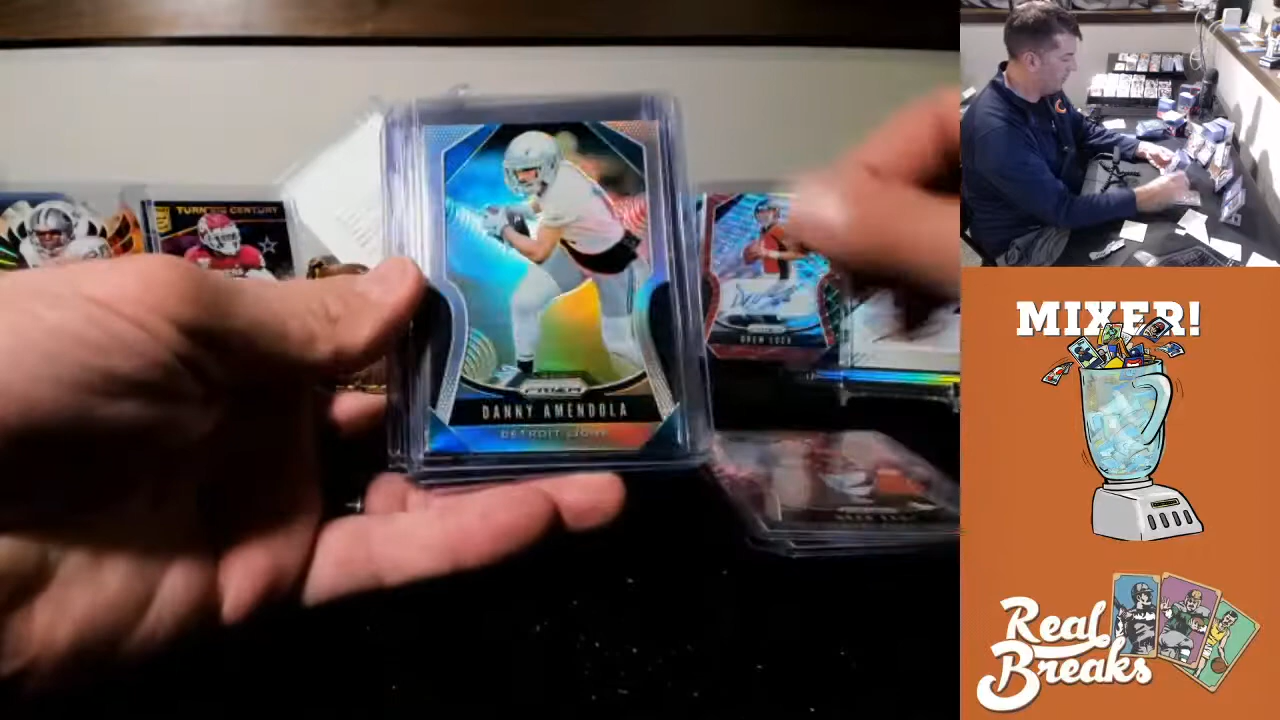 TURN OF THE CENTURY
DREW LOCK
PRIZM
DANNY AMENDOLA
DETROIT LIONS
MIXER!
Real
Breaks